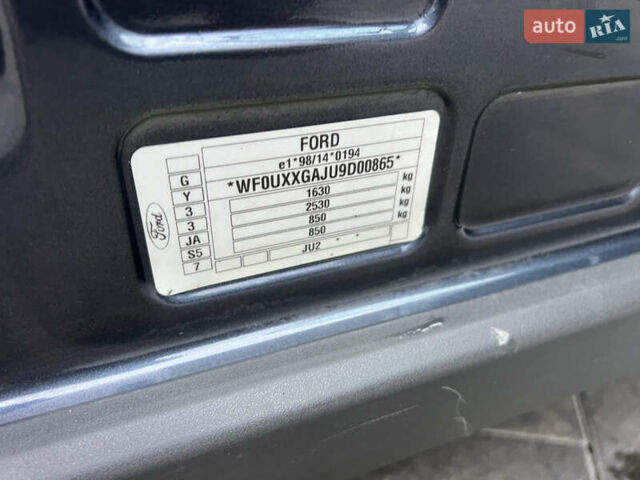 auto RIA
.com
FORD
e1*98/14*0194
*WF0UXXGAJU9D00865*
G
Y
3
3
JA
S5
7
1630 kg
2530 kg
850 kg
850 kg
JU2 * * *
Ford